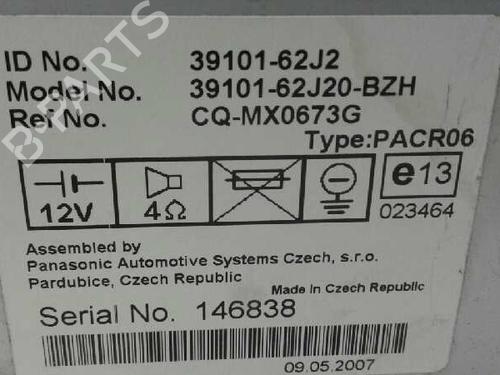 ID No. 39101-62J2
Model No. 39101-62J20-BZH
Ref No. CQ-MX0673G
Type:PACR06
12V 4Ω e13
023464
Assembled by
Panasonic Automotive Systems Czech, s.r.o.
Pardubice, Czech Republic
Made in Czech Republic
Serial No. 146838
09.05.2007
B-PARTS